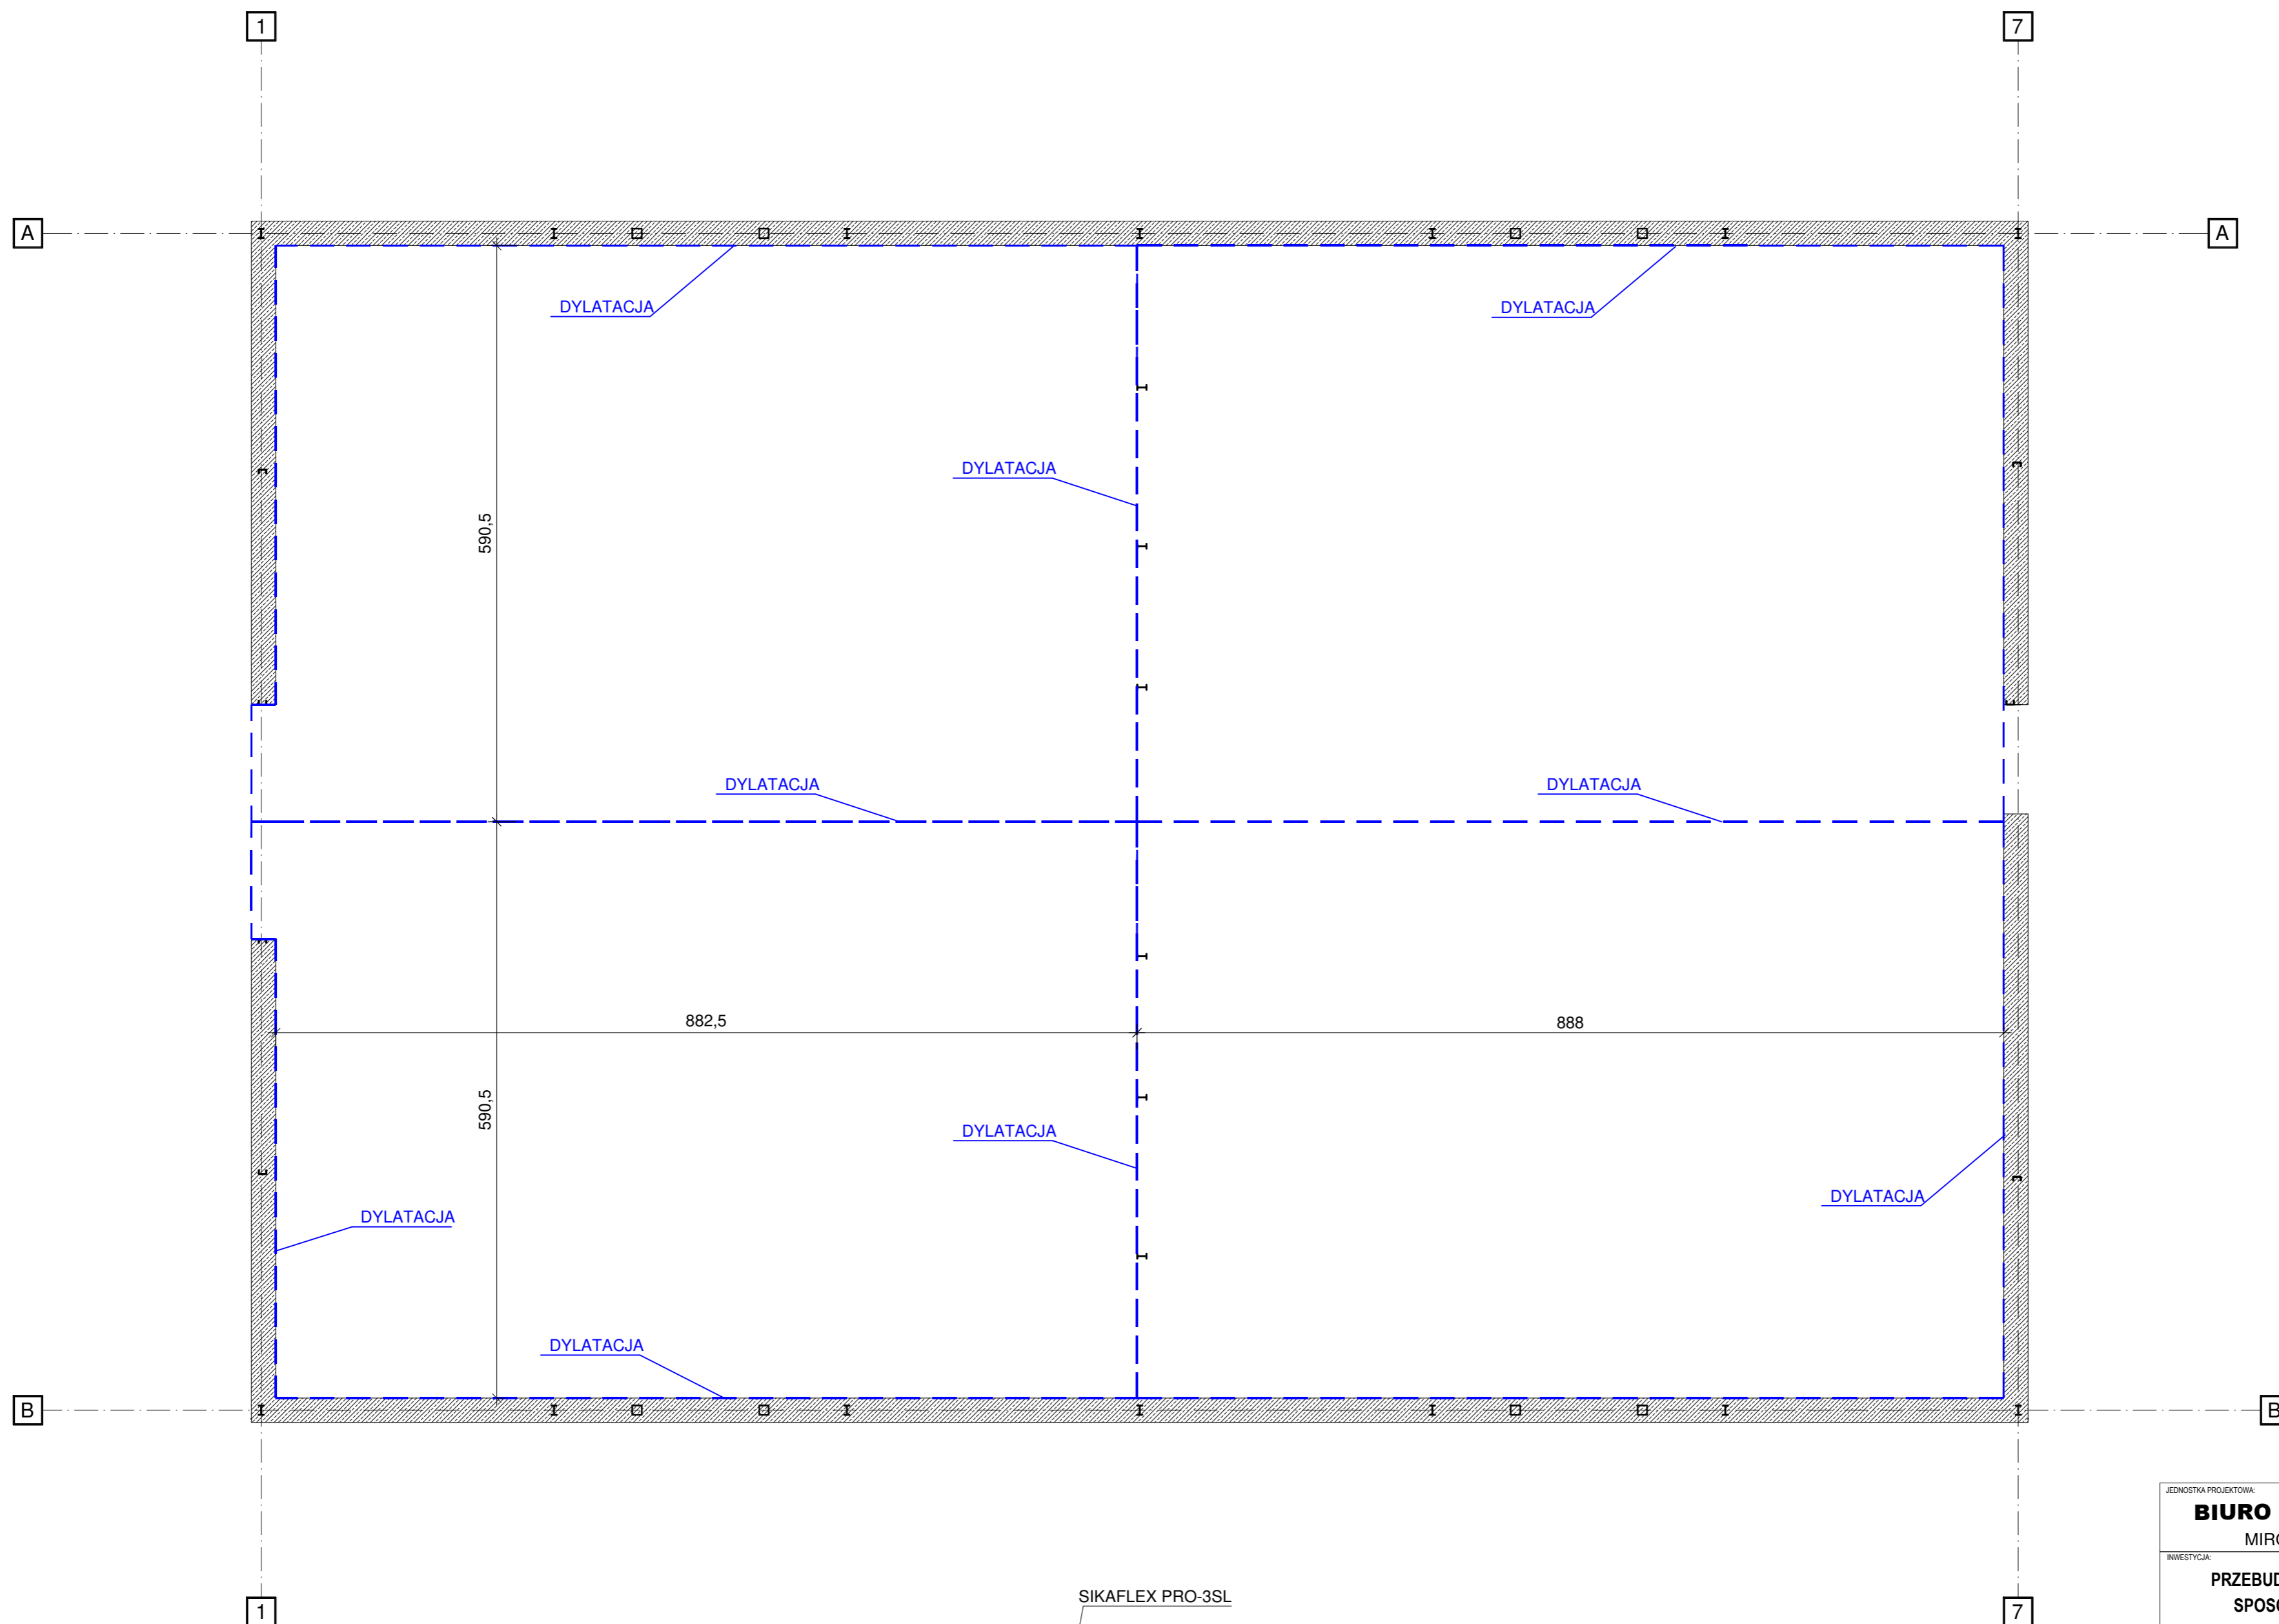 1
7
A
A
DYLATACJA
DYLATACJA
DYLATACJA
590,5
DYLATACJA
DYLATACJA
882,5
888
590,5
DYLATACJA
DYLATACJA
DYLATACJA
DYLATACJA
B
B
JEDNOSTKA PROJEKTOWA:
BIURO
INWESTYCJA:
SIKAFLEX PRO-3SL
1
7